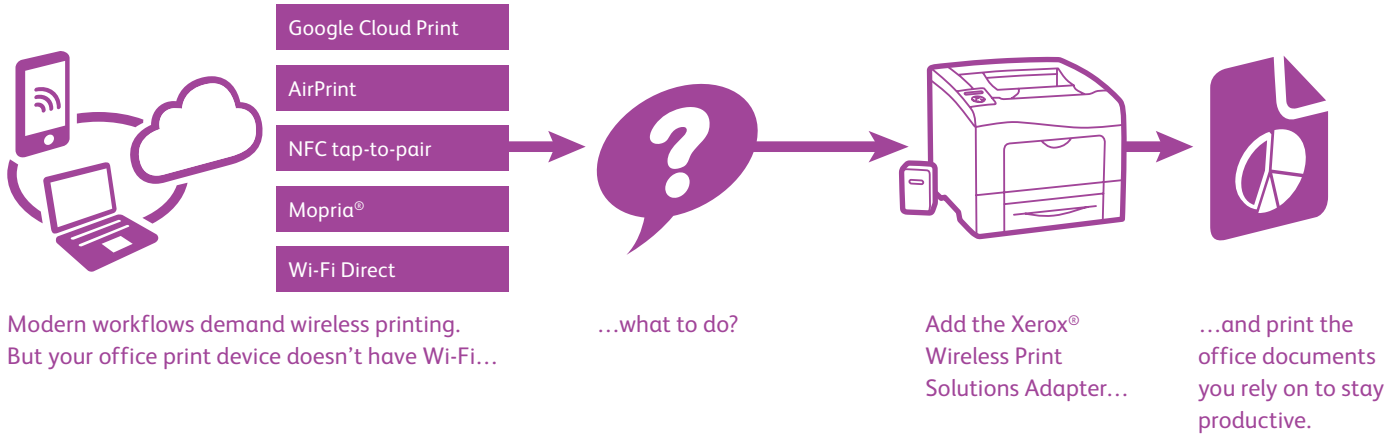 Google Cloud Print
AirPrint
NFC tap-to-pair
Mopria®
Wi-Fi Direct
?
Modern workflows demand wireless printing.
But your office print device doesn’t have Wi-Fi…
…what to do?
Add the Xerox®
Wireless Print
Solutions Adapter…
…and print the
office documents
you rely on to stay
productive.